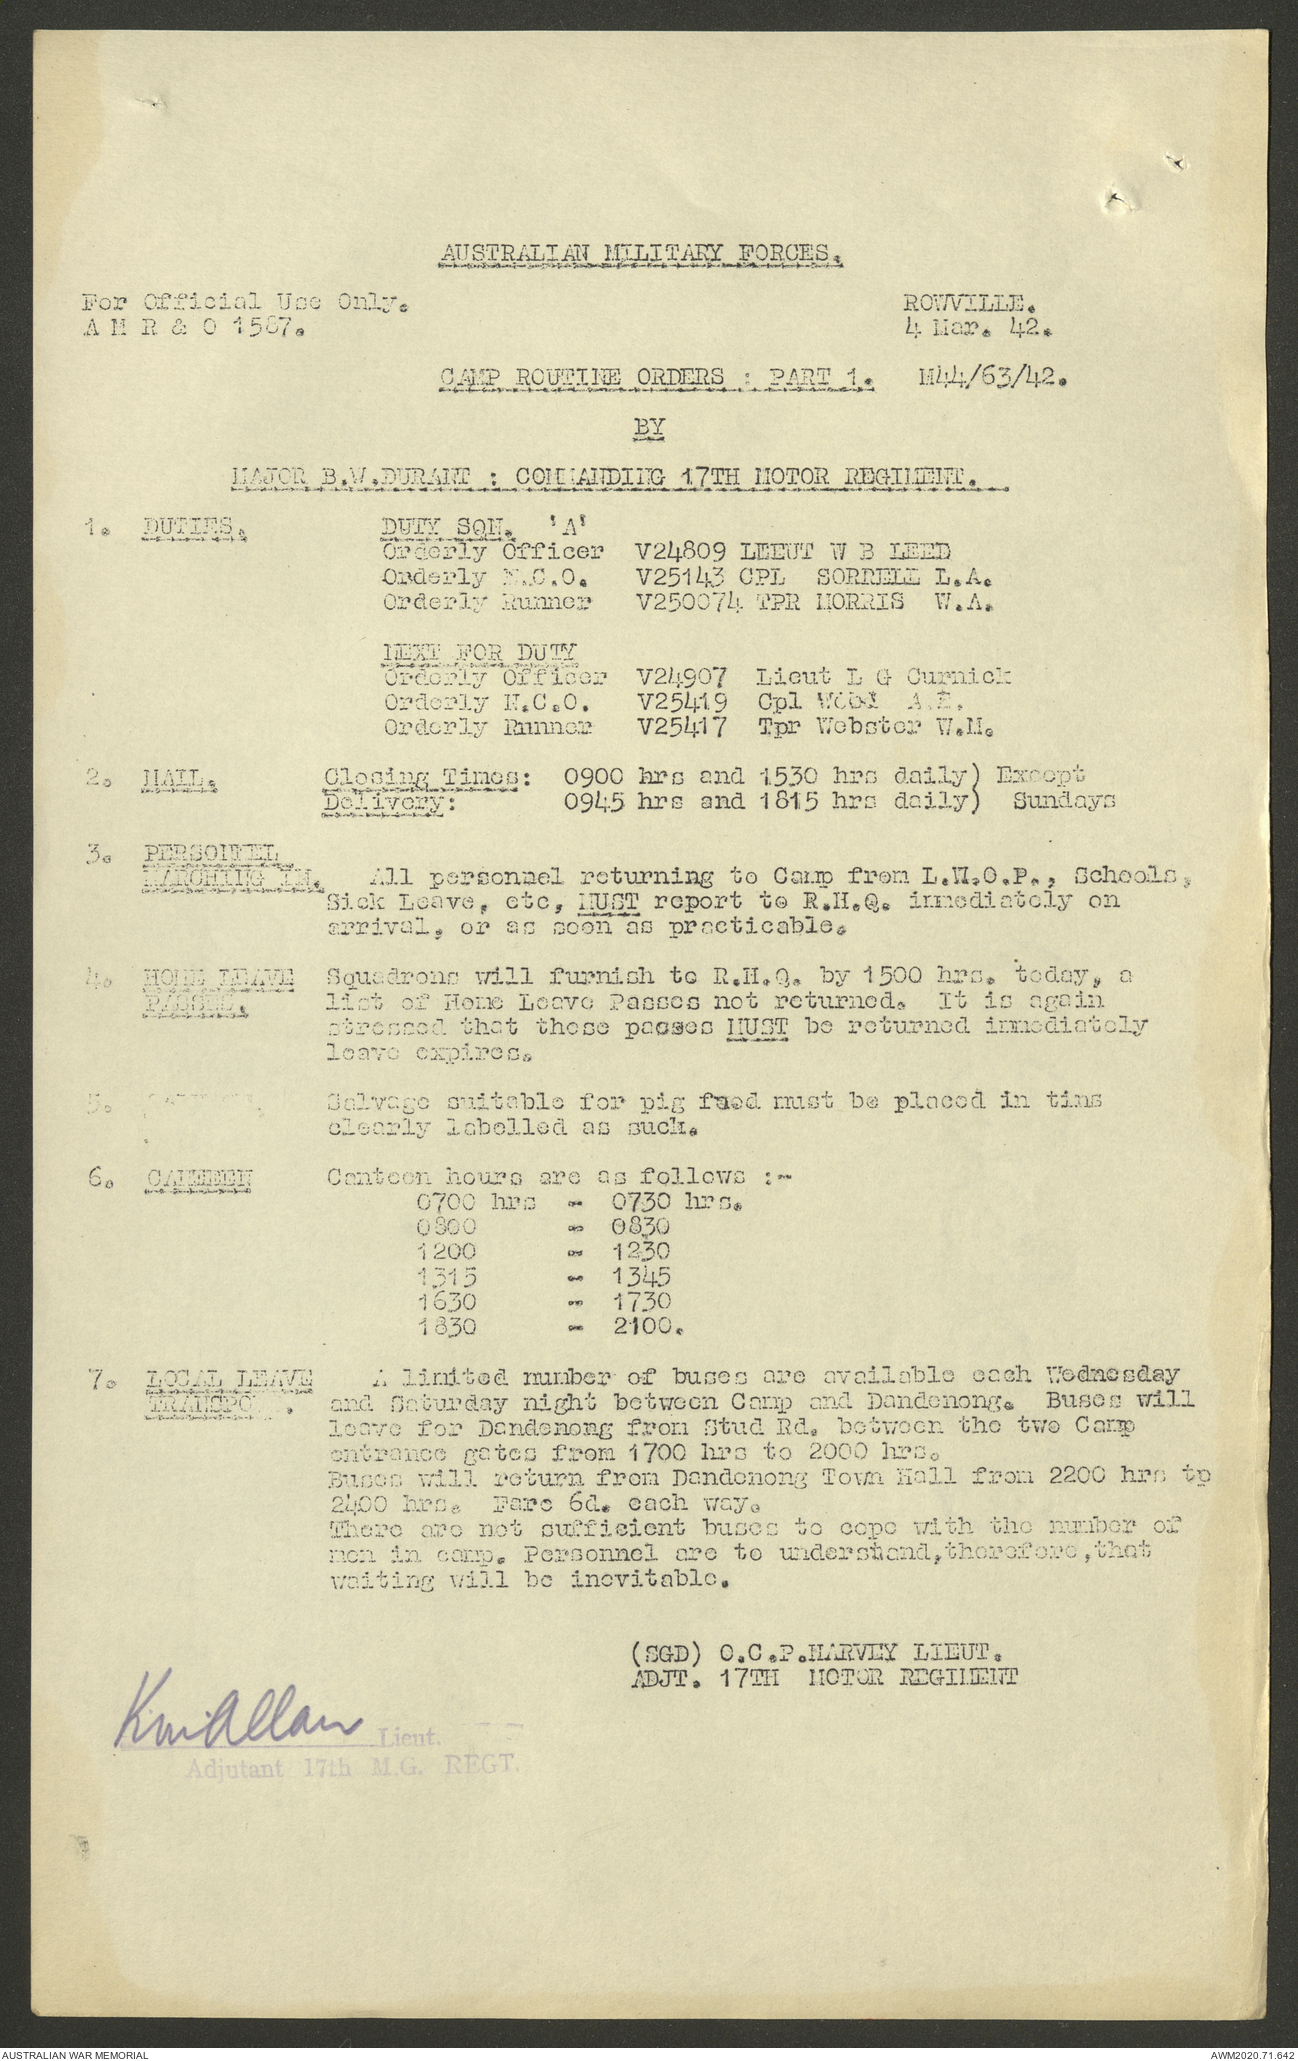 AUSTRALIAN MILITARY FORCES.
For Official Use Only. ROWVILLE.
A M R & O 1587. 4 Mar. 42.
CAMP ROUTINE ORDERS : PART 1. M44/63/42.
BY
MAJOR B.W.DURANT : COMMANDING 17TH MOTOR REGIMENT.
1. DUTIES. DUTY SQN. 'A'
Orderly Officer V24809 LIEUT W B LEED
Orderly N.C.O. V25143 CPL SORRELL L.A.
Orderly Runner V250074 TPR MORRIS W.A.
NEXT FOR DUTY
Orderly Officer V24907 Lieut L G Curnick
Orderly N.C.O. V25419 Cpl Wood A.E.
Orderly Runner V25417 Tpr Webster W.M.
2. MAIL. Closing Times: 0900 hrs and 1530 hrs daily) Except
Delivery: 0945 hrs and 1815 hrs daily) Sundays
3. PERSONNEL
MARCHING IN. All personnel returning to Camp from L.W.O.P., Schools,
Sick Leave, etc, MUST report to R.H.Q. immediately on
arrival, or as soon as practicable.
4. HOME LEAVE Squadrons will furnish to R.H.Q. by 1500 hrs. today, a
PASSES. list of Home Leave Passes not returned. It is again
stressed that these passes MUST be returned immediately
leave expires.
5. Salvage suitable for pig feed must be placed in tins
clearly labelled as such.
6. CANTEEN Canteen hours are as follows :-
0700 hrs - 0730 hrs.
0800 - 0830
1200 - 1230
1315 - 1345
1630 - 1730
1830 - 2100.
7. LOCAL LEAVE A limited number of buses are available each Wednesday
TRANSPORT. and Saturday night between Camp and Dandenong. Buses will
leave for Dandenong from Stud Rd. between the two Camp
entrance gates from 1700 hrs to 2000 hrs.
Buses will return from Dandenong Town Hall from 2200 hrs tp
2400 hrs. Fare 6d. each way.
There are not sufficient buses to cope with the number of
men in camp. Personnel are to understand,therefore,that
waiting will be inevitable.
(SGD) O.C.P.HARVEY LIEUT.
ADJT. 17TH MOTOR REGIMENT
Allan Lieut.
Adjutant 17th M.G. REGT.
AUSTRALIAN WAR MEMORIAL AWM2020.71.642